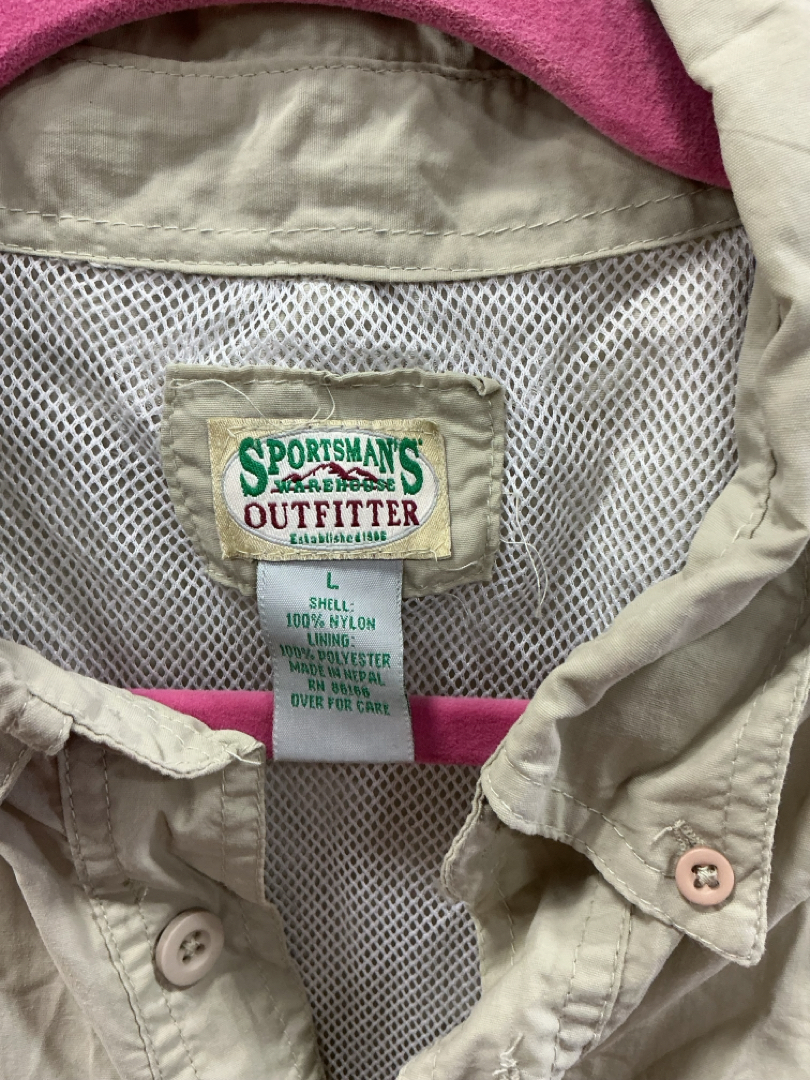 SPORTSMAN'S
WAREHOUSE
OUTFITTER
Established 1986
L
SHELL:
100% NYLON
LINING:
100% POLYESTER
MADE IN NEPAL
RN 86166
OVER FOR CARE